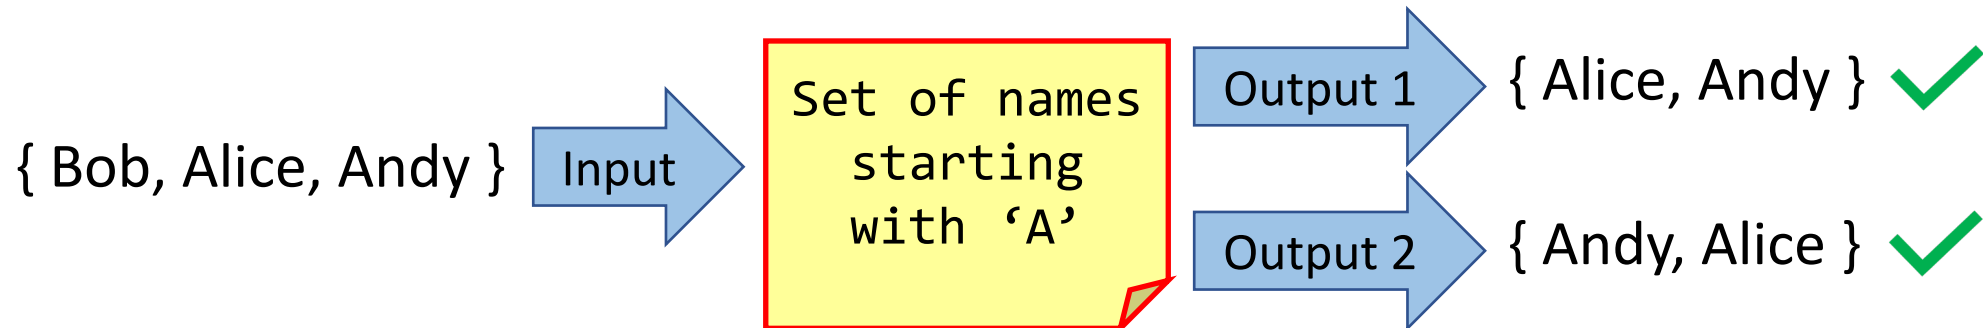 { Bob, Alice, Andy }
Input
Set of names
starting
with ‘A’
Output 1
{ Alice, Andy }
Output 2
{ Andy, Alice }